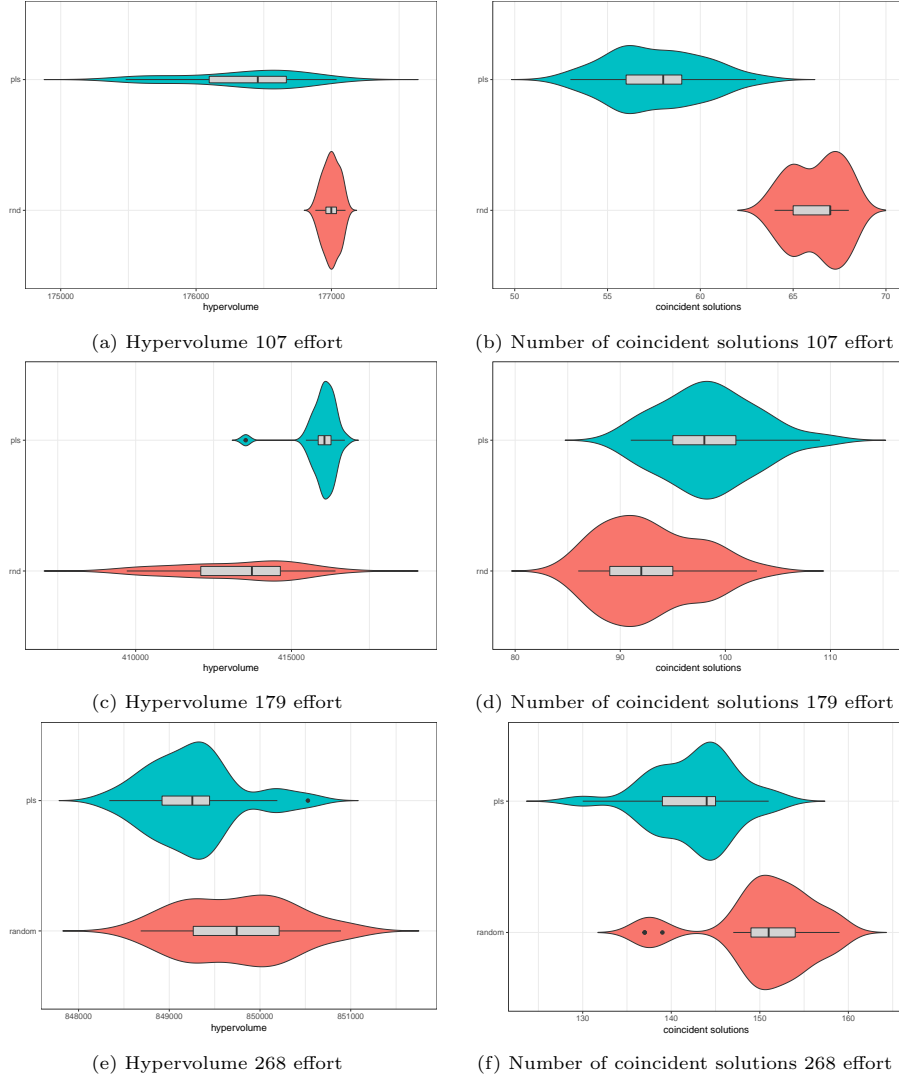 pls
rnd
175000 176000 177000
hypervolume
(a) Hypervolume 107 effort
pls
rnd
50 55 60 65 70
coincident solutions
(b) Number of coincident solutions 107 effort
pls
rnd
410000 415000
hypervolume
(c) Hypervolume 179 effort
pls
rnd
80 90 100 110
coincident solutions
(d) Number of coincident solutions 179 effort
pls
random
848000 849000 850000 851000
hypervolume
(e) Hypervolume 268 effort
pls
random
130 140 150 160
coincident solutions
(f) Number of coincident solutions 268 effort